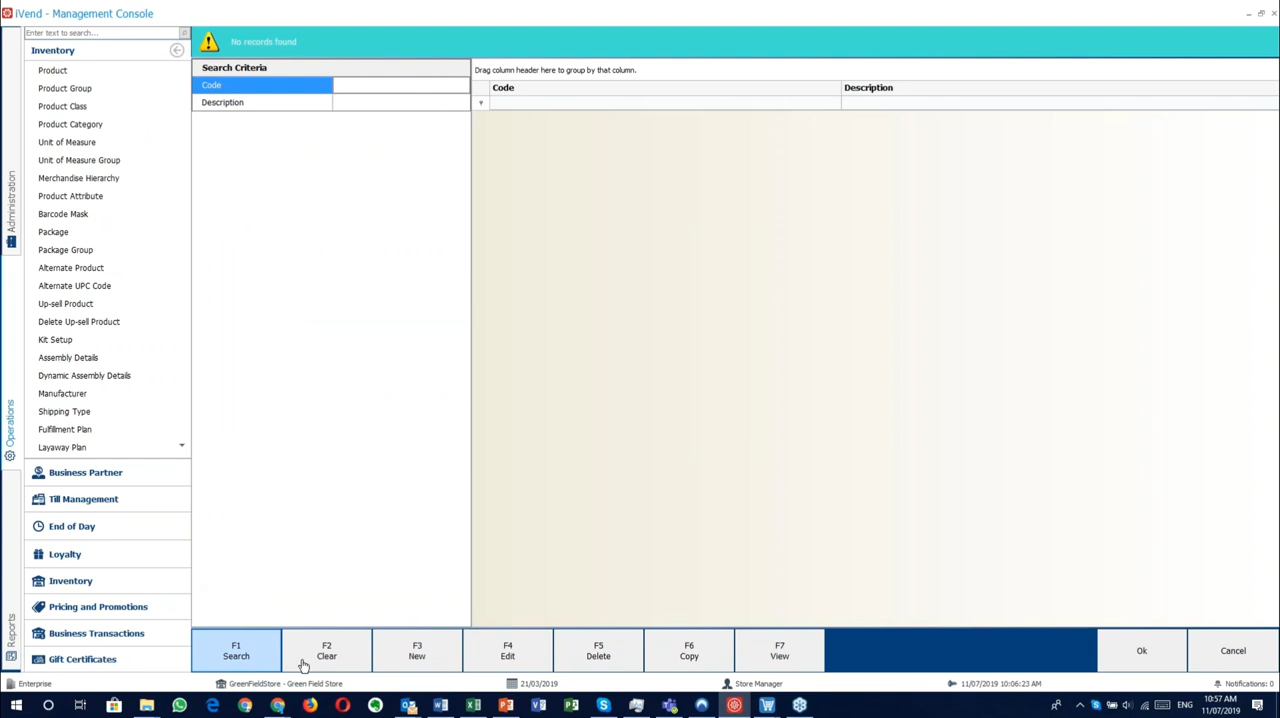 iVend - Management Console
Enter text to search...
Inventory
Product
Product Group
Product Class
Product Category
Unit of Measure
Unit of Measure Group
Merchandise Hierarchy
Product Attribute
Barcode Mask
Package
Package Group
Alternate Product
Alternate UPC Code
Up-sell Product
Delete Up-sell Product
Kit Setup
Assembly Details
Dynamic Assembly Details
Manufacturer
Shipping Type
Fulfillment Plan
Layaway Plan
Business Partner
Till Management
End of Day
Loyalty
Inventory
Pricing and Promotions
Business Transactions
Gift Certificates
Administration
Operations
Reports
No records found
Search Criteria
Code
Description
Drag column header here to group by that column.
Code Description
F1 Search
F2 Clear
F3 New
F4 Edit
F5 Delete
F6 Copy
F7 View
Ok
Cancel
Enterprise
GreenFieldStore - Green Field Store
21/03/2019
Store Manager
11/07/2019 10:06:23 AM
Notifications: 0
ENG
10:57 AM
11/07/2019